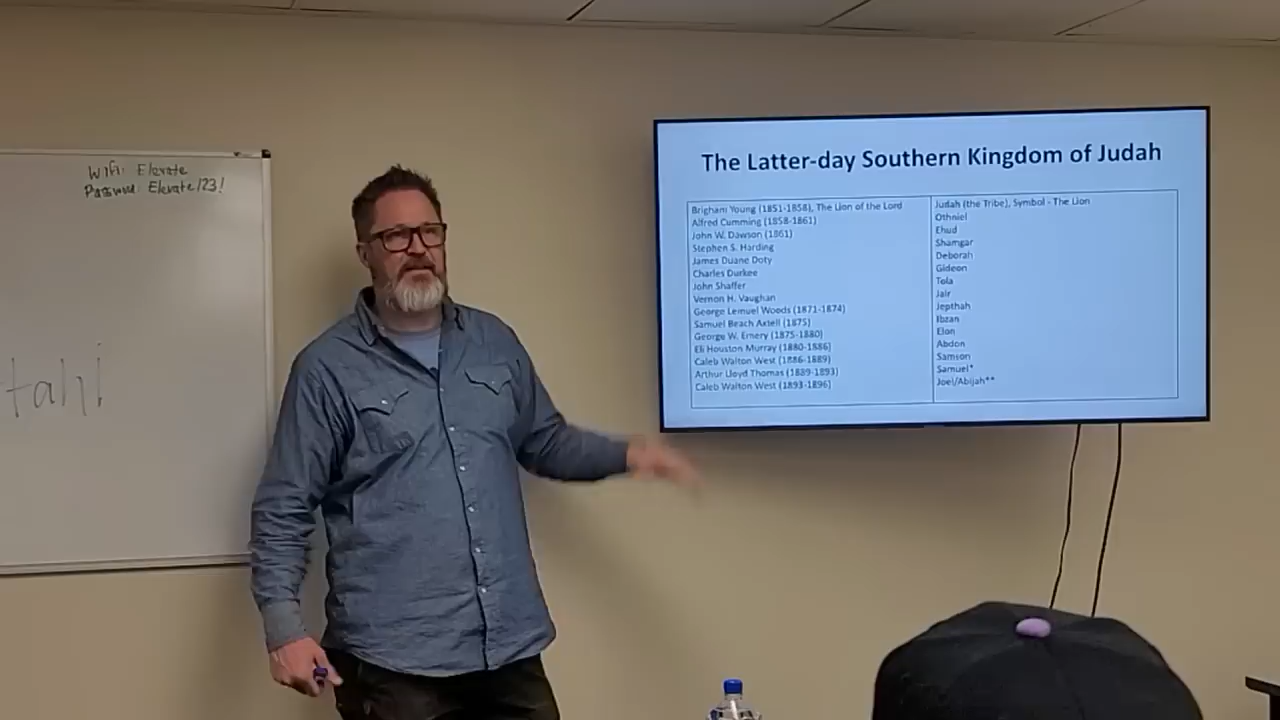 WiFi: Elevate
Password: Elevate123!
tahl
The Latter-day Southern Kingdom of Judah
Brigham Young (1851-1858), The Lion of the Lord
Alfred Cumming (1858-1861)
John W. Dawson (1861)
Stephen S. Harding
James Duane Doty
Charles Durkee
John Shaffer
Vernon H. Vaughan
George Lemuel Woods (1871-1874)
Samuel Beach Axtell (1875)
George W. Emery (1875-1880)
Eli Houston Murray (1880-1886)
Caleb Walton West (1886-1889)
Arthur Lloyd Thomas (1889-1893)
Caleb Walton West (1893-1896)
Judah (the Tribe), Symbol - The Lion
Othniel
Ehud
Shamgar
Deborah
Gideon
Tola
Jair
Jepthah
Ibzan
Elon
Abdon
Samson
Samuel*
Joel/Abijah**